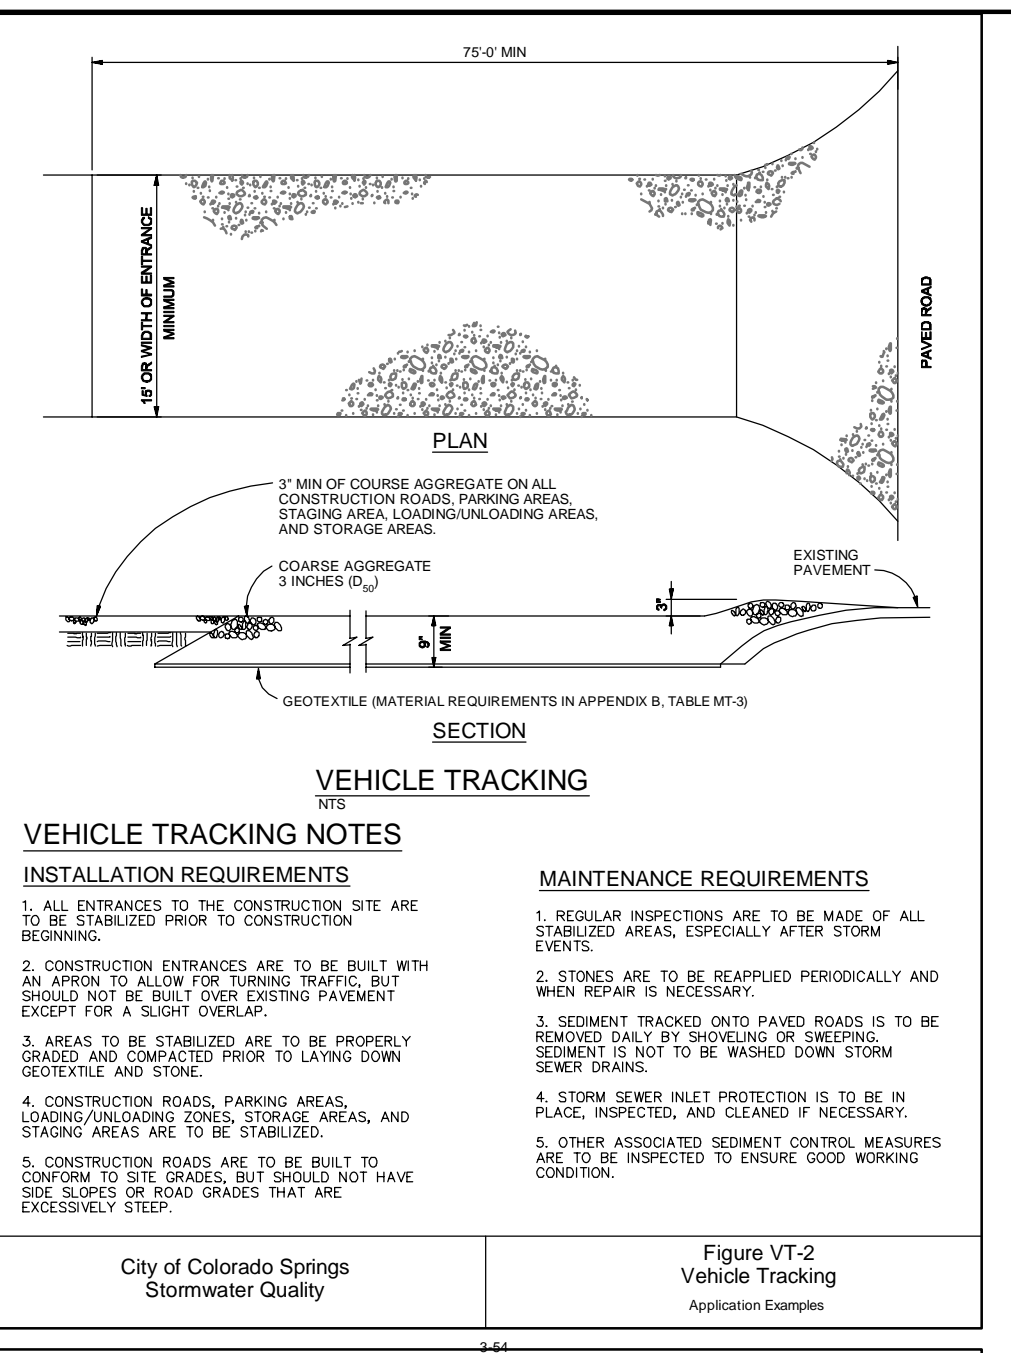 75'-0' MIN
15' OR WIDTH OF ENTRANCE
MINIMUM
PAVED ROAD
PLAN
3" MIN OF COURSE AGGREGATE ON ALL
CONSTRUCTION ROADS, PARKING AREAS,
STAGING AREA, LOADING/UNLOADING AREAS,
AND STORAGE AREAS.
COARSE AGGREGATE
3 INCHES (D50)
EXISTING
PAVEMENT
3"
9"
MIN
GEOTEXTILE (MATERIAL REQUIREMENTS IN APPENDIX B, TABLE MT-3)
SECTION
VEHICLE TRACKING
NTS
VEHICLE TRACKING NOTES
INSTALLATION REQUIREMENTS
1. ALL ENTRANCES TO THE CONSTRUCTION SITE ARE
TO BE STABILIZED PRIOR TO CONSTRUCTION
BEGINNING.
2. CONSTRUCTION ENTRANCES ARE TO BE BUILT WITH
AN APRON TO ALLOW FOR TURNING TRAFFIC, BUT
SHOULD NOT BE BUILT OVER EXISTING PAVEMENT
EXCEPT FOR A SLIGHT OVERLAP.
3. AREAS TO BE STABILIZED ARE TO BE PROPERLY
GRADED AND COMPACTED PRIOR TO LAYING DOWN
GEOTEXTILE AND STONE.
4. CONSTRUCTION ROADS, PARKING AREAS,
LOADING/UNLOADING ZONES, STORAGE AREAS, AND
STAGING AREAS ARE TO BE STABILIZED.
5. CONSTRUCTION ROADS ARE TO BE BUILT TO
CONFORM TO SITE GRADES, BUT SHOULD NOT HAVE
SIDE SLOPES OR ROAD GRADES THAT ARE
EXCESSIVELY STEEP.
MAINTENANCE REQUIREMENTS
1. REGULAR INSPECTIONS ARE TO BE MADE OF ALL
STABILIZED AREAS, ESPECIALLY AFTER STORM
EVENTS.
2. STONES ARE TO BE REAPPLIED PERIODICALLY AND
WHEN REPAIR IS NECESSARY.
3. SEDIMENT TRACKED ONTO PAVED ROADS IS TO BE
REMOVED DAILY BY SHOVELING OR SWEEPING.
SEDIMENT IS NOT TO BE WASHED DOWN STORM
SEWER DRAINS.
4. STORM SEWER INLET PROTECTION IS TO BE IN
PLACE, INSPECTED, AND CLEANED IF NECESSARY.
5. OTHER ASSOCIATED SEDIMENT CONTROL MEASURES
ARE TO BE INSPECTED TO ENSURE GOOD WORKING
CONDITION.
City of Colorado Springs
Stormwater Quality
Figure VT-2
Vehicle Tracking
Application Examples
3-54